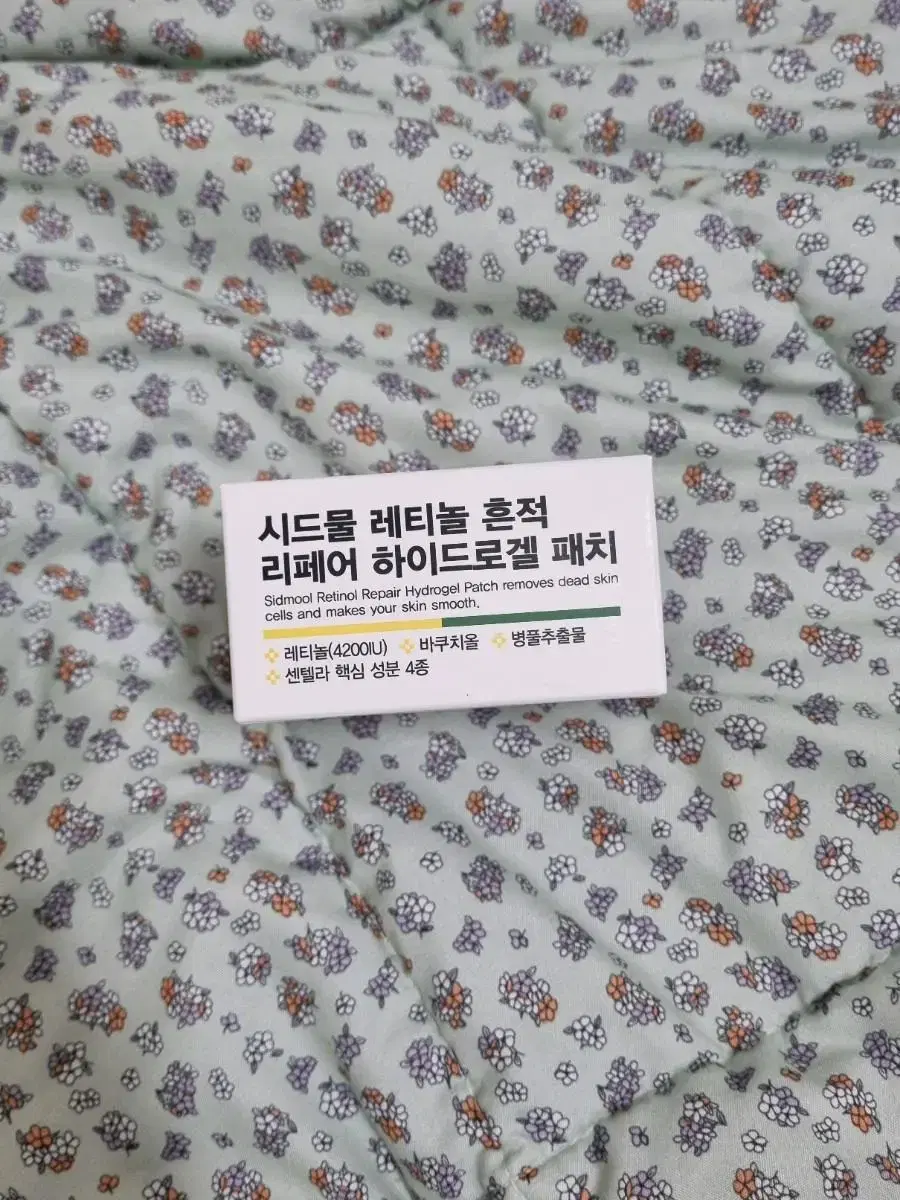 시드물 레티놀 흔적
리페어 하이드로겔 패치
Sidmool Retinol Repair Hydrogel Patch removes dead skin
cells and makes your skin smooth.
레티놀(4200IU) 바쿠치올 병풀추출물
센텔라 핵심 성분 4종